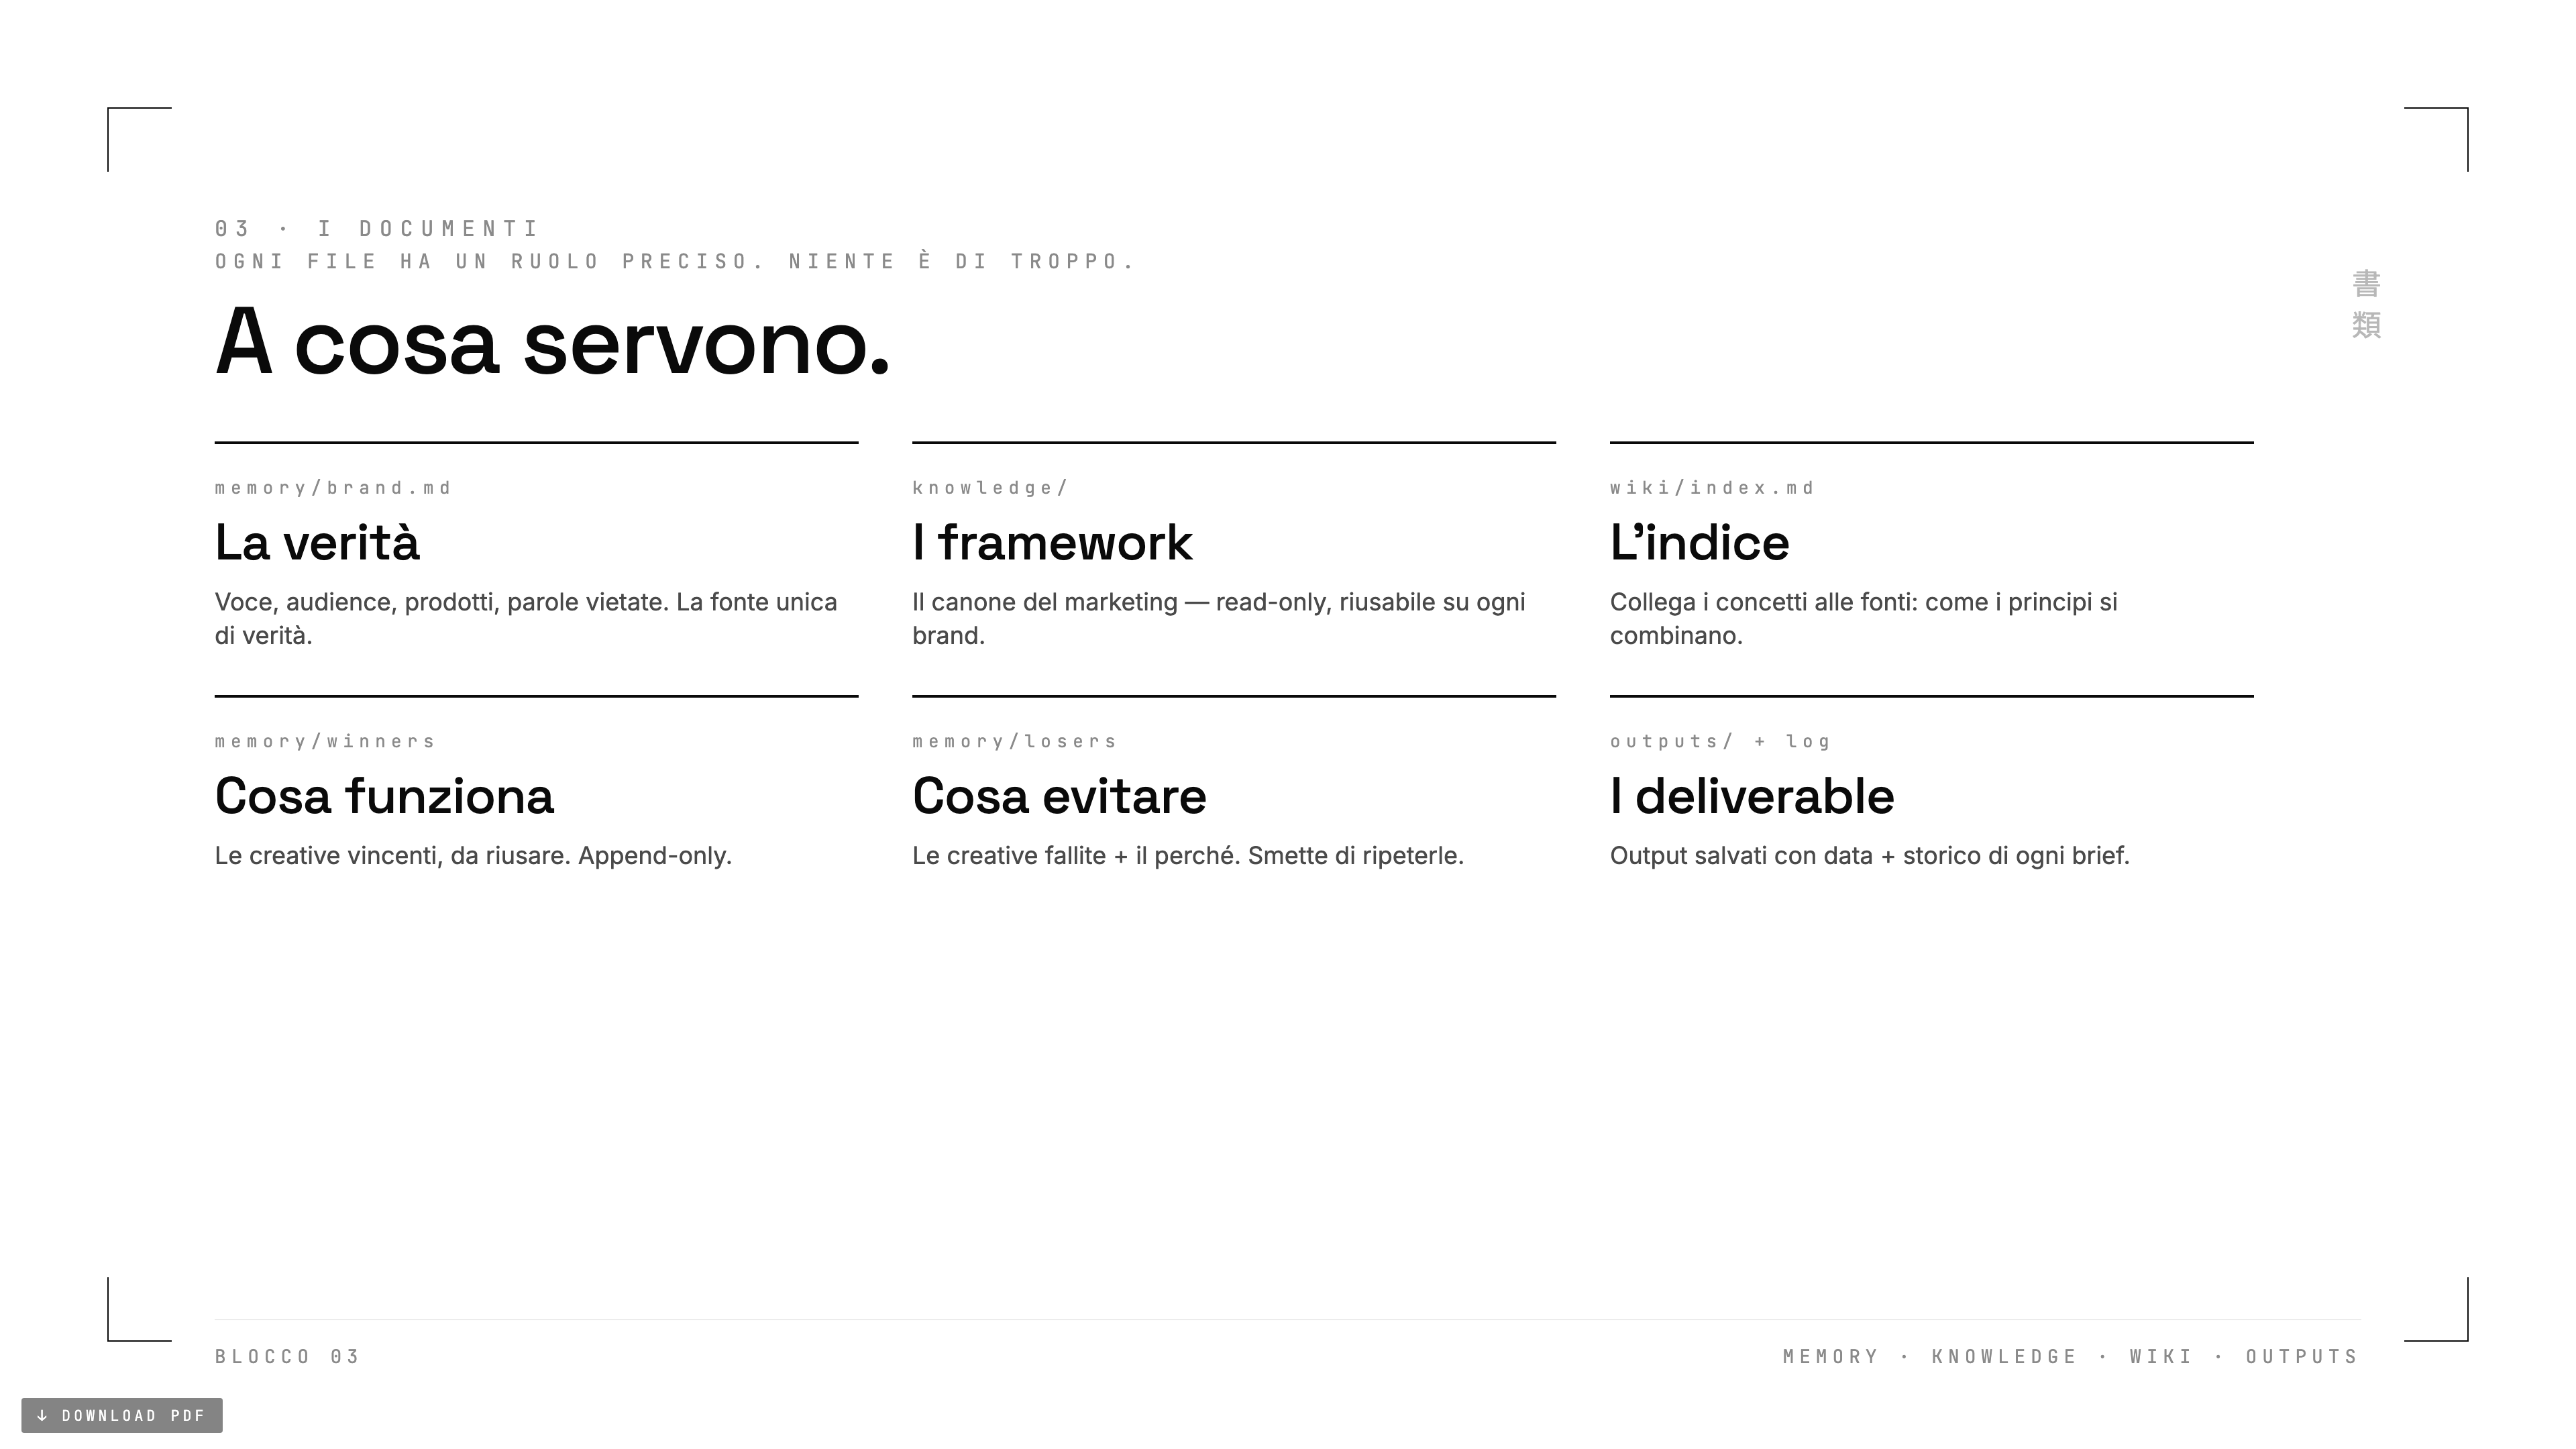 03 · I DOCUMENTI
OGNI FILE HA UN RUOLO PRECISO. NIENTE È DI TROPPO.
A cosa servono.
書類
memory/brand.md
La verità
Voce, audience, prodotti, parole vietate. La fonte unica
di verità.
knowledge/
I framework
Il canone del marketing — read-only, riusabile su ogni
brand.
wiki/index.md
L’indice
Collega i concetti alle fonti: come i principi si
combinano.
memory/winners
Cosa funziona
Le creative vincenti, da riusare. Append-only.
memory/losers
Cosa evitare
Le creative fallite + il perché. Smette di ripeterle.
outputs/ + log
I deliverable
Output salvati con data + storico di ogni brief.
BLOCCO 03
MEMORY · KNOWLEDGE · WIKI · OUTPUTS
↓ DOWNLOAD PDF